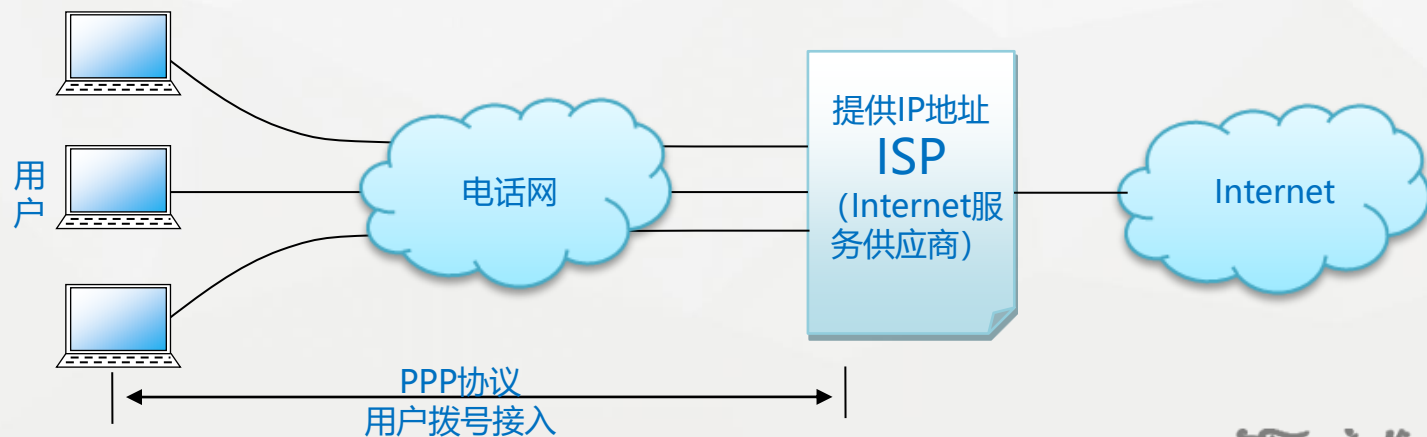 用
户
电话网
提供IP地址
ISP
（Internet服
务供应商）
Internet
PPP协议
用户拨号接入